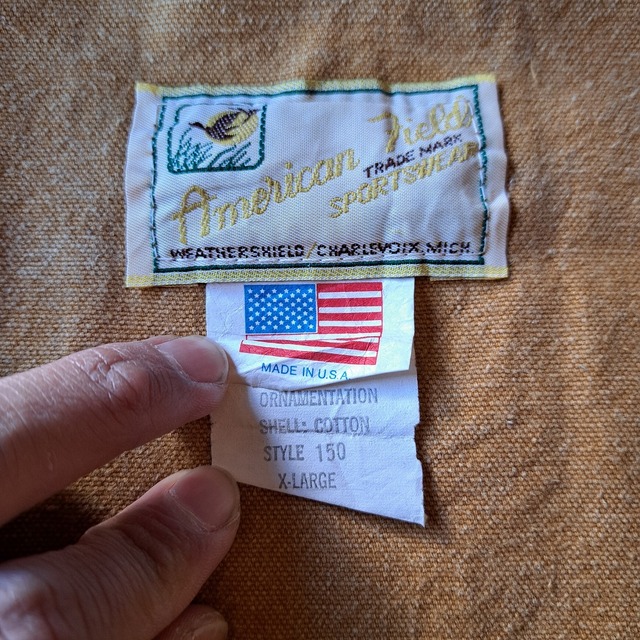 American Field
TRADE MARK
SPORTSWEAR
WEATHERSHIELD/CHARLEVOIX, MICH.
MADE IN U.S.A
ORNAMENTATION
SHELL: COTTON
STYLE 150
X-LARGE